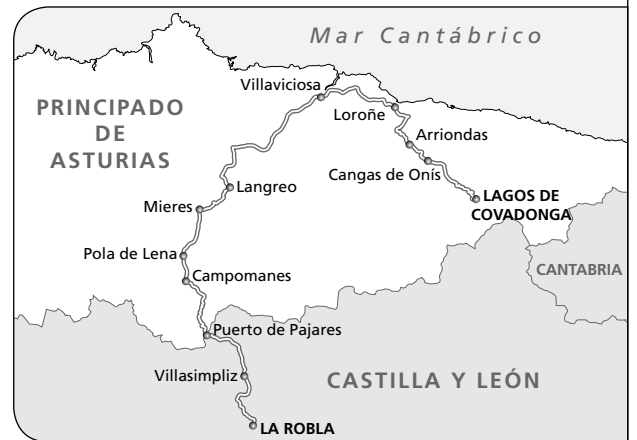 Mar Cantábrico
Villaviciosa
PRINCIPADO
DE
ASTURIAS
Loroñe
Arriondas
Cangas de Onís
Langreo
LAGOS DE
COVADONGA
Mieres
Pola de Lena
CANTABRIA
Campomanes
Puerto de Pajares
Villasimpliz
CASTILLA Y LEÓN
LA ROBLA